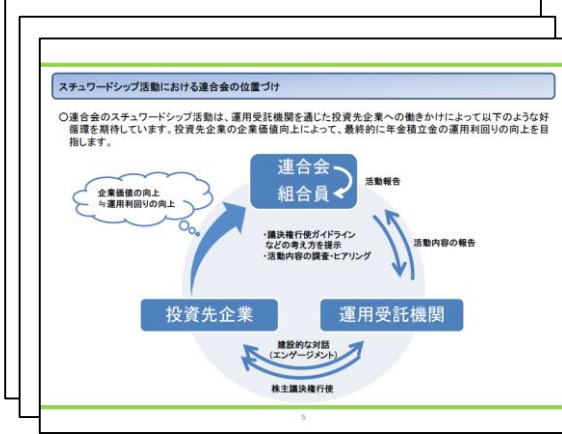 スチュワードシップ活動における連合会の位置づけ
○連合会のスチュワードシップ活動は、運用受託機関を通じた投資先企業への働きかけによって以下のような好
循環を期待しています。投資先企業の企業価値向上によって、最終的に年金積立金の運用利回りの向上を目
指します。
連合会
組合員
活動報告
企業価値の向上
≒運用利回りの向上
・議決権行使ガイドライン
などの考え方を提示
・活動内容の調査・ヒアリング
活動内容の報告
投資先企業
運用受託機関
建設的な対話
(エンゲージメント)
株主議決権行使
5